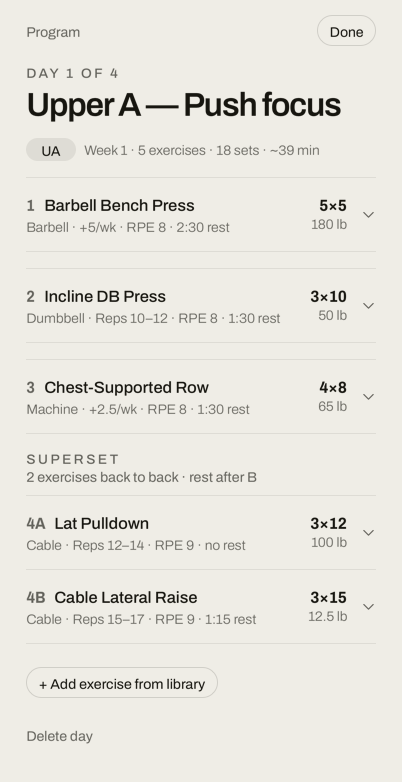 Program
Done
DAY 1 OF 4
Upper A — Push focus
UA
Week 1 · 5 exercises · 18 sets · ~39 min
1 Barbell Bench Press 5×5
Barbell · +5/wk · RPE 8 · 2:30 rest 180 lb
2 Incline DB Press 3×10
Dumbbell · Reps 10–12 · RPE 8 · 1:30 rest 50 lb
3 Chest-Supported Row 4×8
Machine · +2.5/wk · RPE 8 · 1:30 rest 65 lb
SUPERSET
2 exercises back to back · rest after B
4A Lat Pulldown 3×12
Cable · Reps 12–14 · RPE 9 · no rest 100 lb
4B Cable Lateral Raise 3×15
Cable · Reps 15–17 · RPE 9 · 1:15 rest 12.5 lb
+ Add exercise from library
Delete day